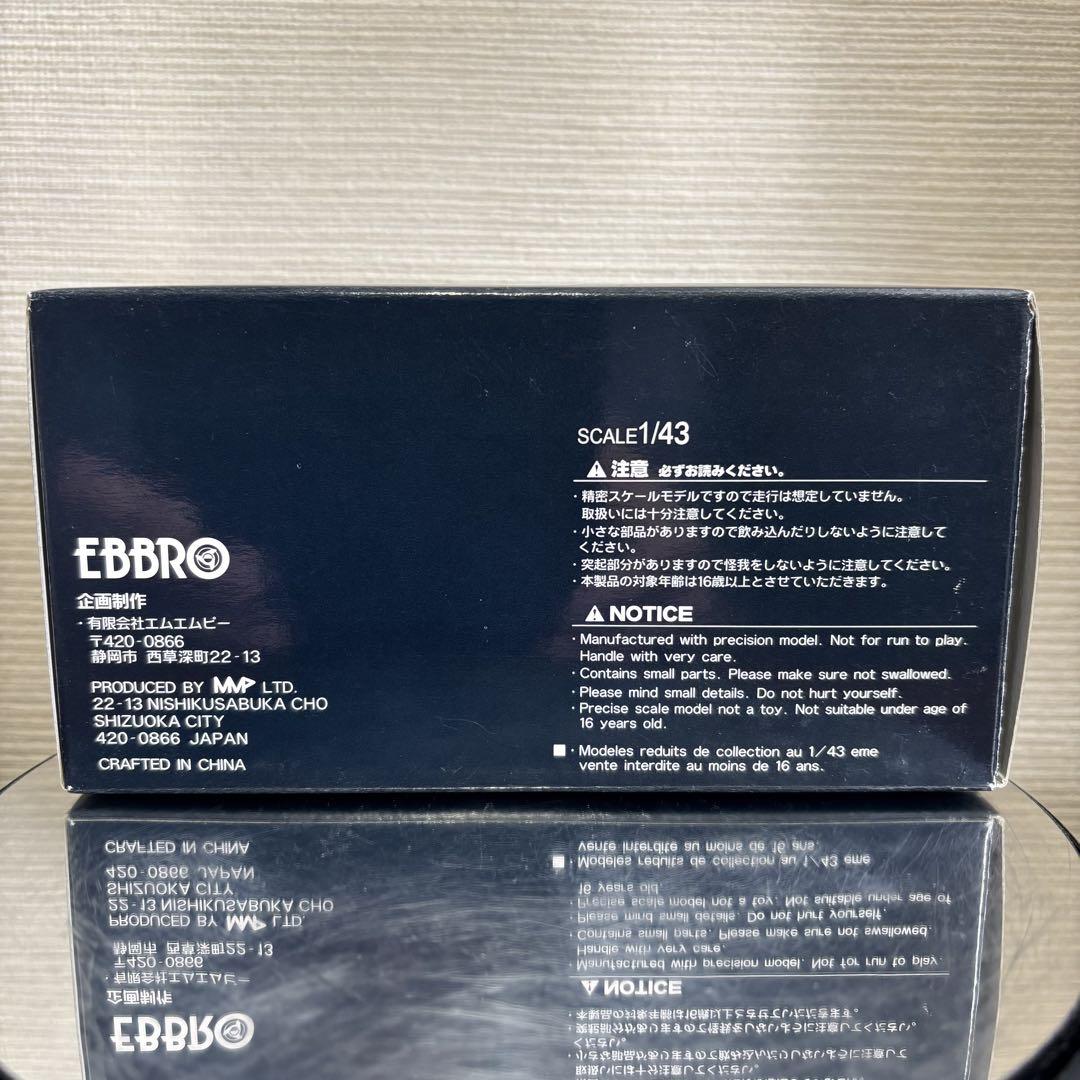 EBBRO
企画制作
・有限会社エムエムビー
〒420-0866
静岡市 西草深町22-13
PRODUCED BY MMP LTD.
22-13 NISHIKUSABUKA CHO
SHIZUOKA CITY
420-0866 JAPAN
CRAFTED IN CHINA
SCALE1/43
⚠ 注意 必ずお読みください。
・精密スケールモデルですので走行は想定していません。
取扱いには十分注意してください。
・小さな部品がありますので飲み込んだりしないように注意して
ください。
・突起部分がありますので怪我をしないように注意してください。
・本製品の対象年齢は16歳以上とさせていただきます。
⚠ NOTICE
・Manufactured with precision model. Not for run to play.
Handle with very care.
・Contains small parts. Please make sure not swallowed.
・Please mind small details. Do not hurt yourself.
・Precise scale model not a toy. Not suitable under age of
16 years old.
■・Modeles reduits de collection au 1/43 eme
vente interdite au moins de 16 ans.